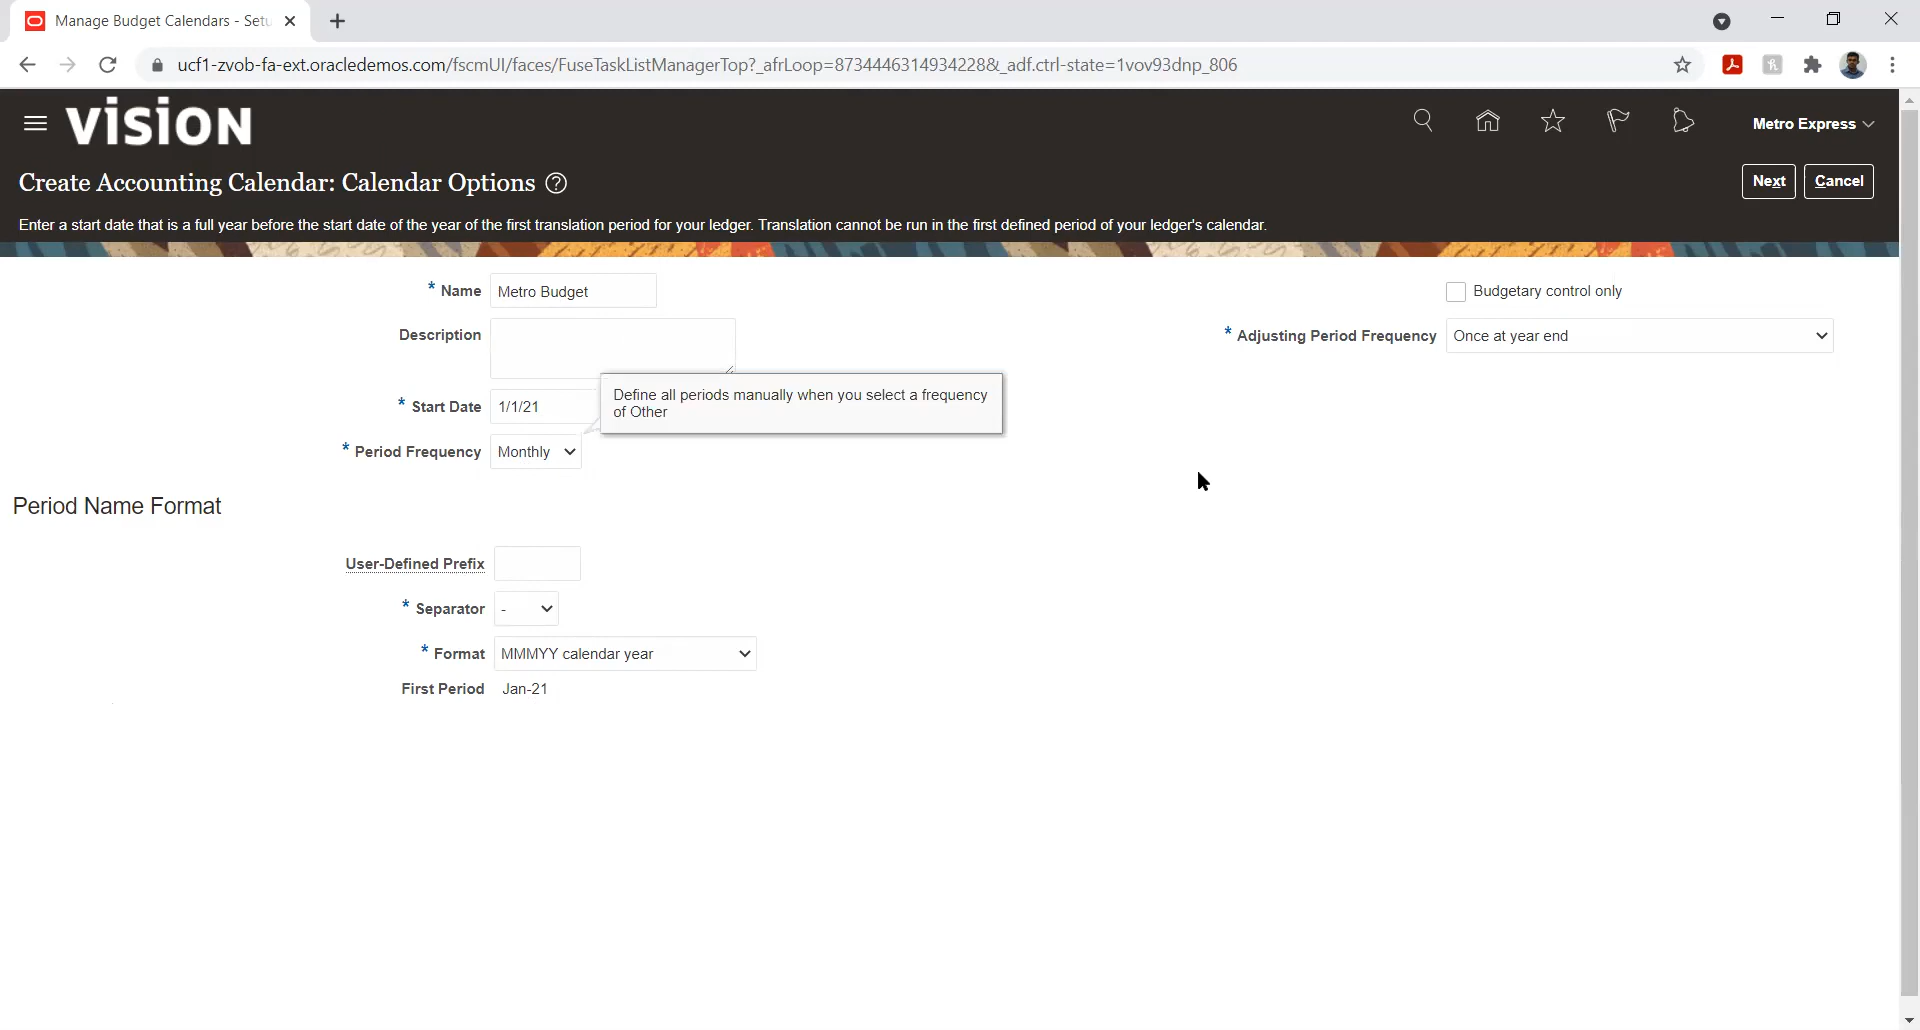 Manage Budget Calendars - Setu
ucf1-zvob-fa-ext.oracledemos.com/fscmUI/faces/FuseTaskListManagerTop?_afrLoop=8734446314934228&_adf.ctrl-state=1vov93dnp_806
VISION
Metro Express
Create Accounting Calendar: Calendar Options ?
Next Cancel
Enter a start date that is a full year before the start date of the year of the first translation period for your ledger. Translation cannot be run in the first defined period of your ledger's calendar.
* Name Metro Budget
Budgetary control only
Description
* Adjusting Period Frequency Once at year end
Define all periods manually when you select a frequency
of Other
* Start Date 1/1/21
* Period Frequency Monthly
Period Name Format
User-Defined Prefix
* Separator -
* Format MMMYY calendar year
First Period Jan-21